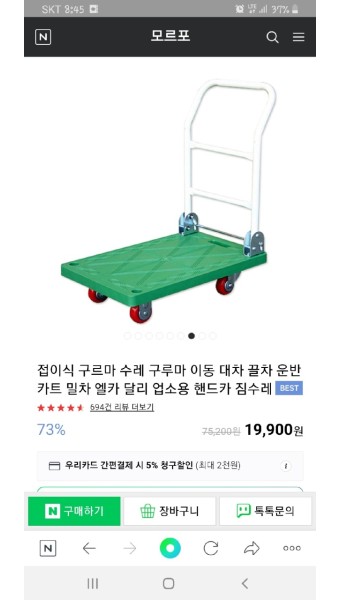 SKT 8:45
37%
N 모르포
접이식 구르마 수레 구루마 이동 대차 끌차 운반
카트 밀차 엘카 달리 업소용 핸드카 짐수레 BEST
694건 리뷰 더보기
73% 75,200원 19,900원
우리카드 간편결제 시 5% 청구할인 (최대 2천원) i
N 구매하기 장바구니 톡톡문의
N